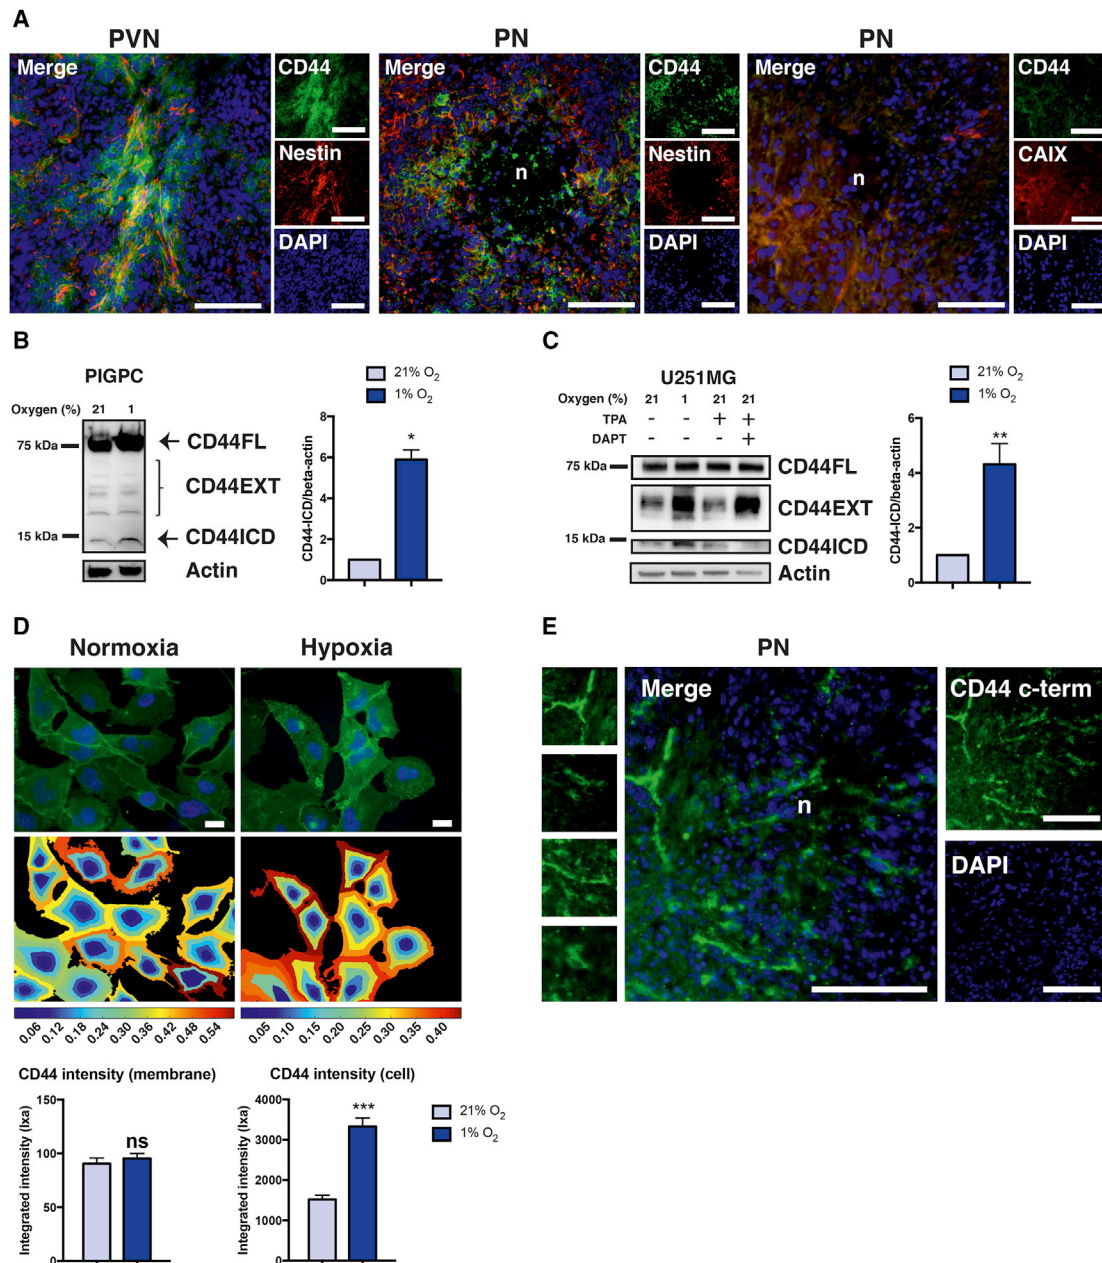 A
PVN
PN
PN
Merge
CD44
Nestin
DAPI
Merge
n
CD44
Nestin
DAPI
Merge
n
CD44
CAIX
DAPI
B
PIGPC
Oxygen (%) 21 1
75 kDa
CD44FL
CD44EXT
15 kDa
CD44ICD
Actin
21% O2
1% O2
CD44-ICD/beta-actin
8
6
4
2
0
*
C
U251MG
Oxygen (%) 21 1 21 21
TPA - - + +
DAPT - - - +
75 kDa
CD44FL
CD44EXT
15 kDa
CD44ICD
Actin
21% O2
1% O2
CD44-ICD/beta-actin
6
4
2
0
**
D
Normoxia
Hypoxia
0.06 0.12 0.18 0.24 0.30 0.36 0.42 0.48 0.54
0.05 0.10 0.15 0.20 0.25 0.30 0.35 0.40
CD44 intensity (membrane)
Integrated intensity (Ixa)
150
100
50
0
ns
CD44 intensity (cell)
Integrated intensity (Ixa)
4000
3000
2000
1000
0
***
21% O2
1% O2
E
PN
Merge
n
CD44 c-term
DAPI